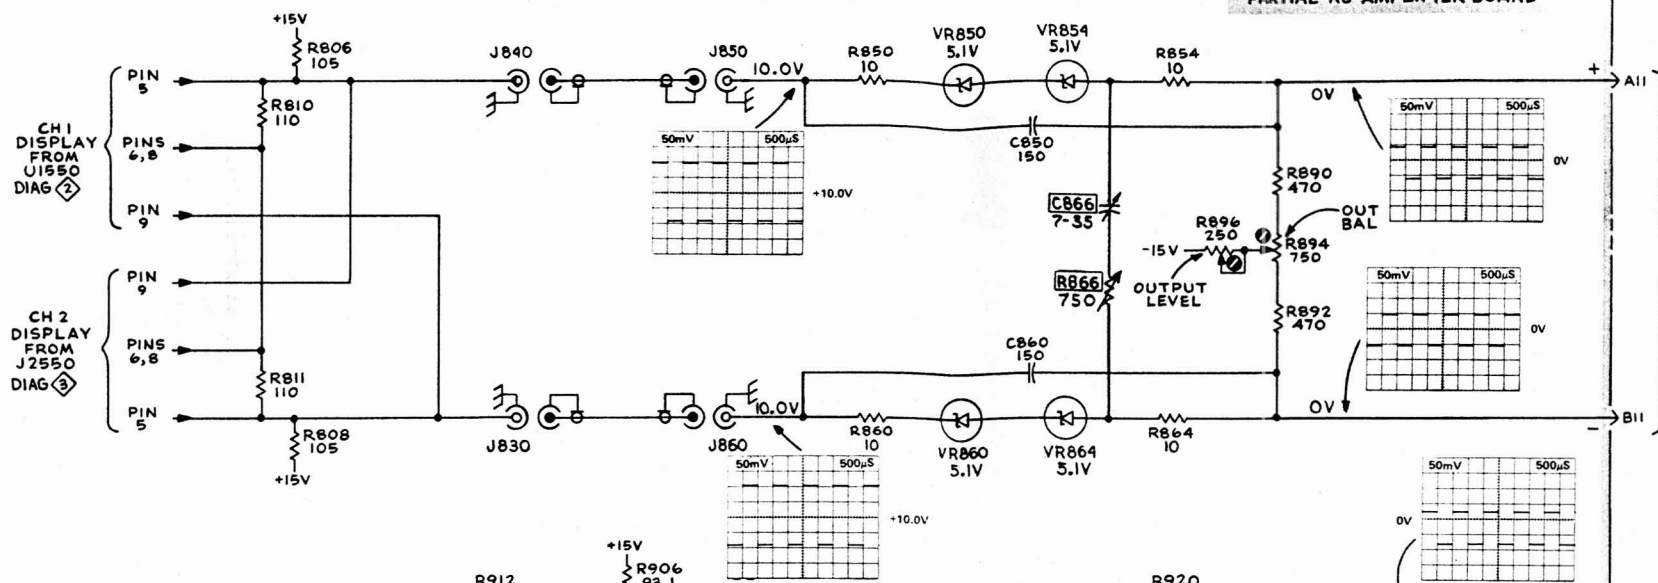 PARTIAL A8 AMPLIFIER BOARD
+15V
R806
105
PIN
5
R810
110
CH 1
DISPLAY
FROM
U1550
DIAG 2
PINS
6,8
PIN
9
CH 2
DISPLAY
FROM
J2550
DIAG 3
PIN
9
PINS
6,8
PIN
5
R811
110
R808
105
+15V
J840
J850
10.0V
50mV
500µS
+10.0V
J830
J860
10.0V
50mV
500µS
+10.0V
R850
10
VR850
5.1V
VR854
5.1V
R854
10
C850
150
C866
7-35
R866
750
C860
150
R860
10
VR860
5.1V
VR864
5.1V
R864
10
0V
+
A11
50mV
500µS
0V
R890
470
R896
250
-15V
OUTPUT
LEVEL
OUT
BAL
R894
750
R892
470
50mV
500µS
0V
0V
-
B11
50mV
500µS
0V
+15V
R906
R912
R920